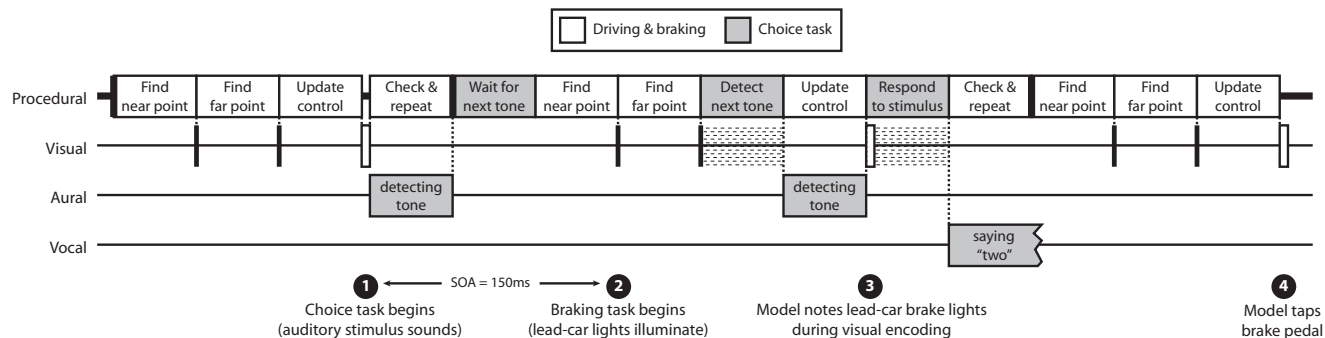 Driving & braking
Choice task
Procedural
Find
near point
Find
far point
Update
control
Check &
repeat
Wait for
next tone
Find
near point
Find
far point
Detect
next tone
Update
control
Respond
to stimulus
Check &
repeat
Find
near point
Find
far point
Update
control
Visual
Aural
detecting
tone
detecting
tone
Vocal
saying
“two”
1
SOA = 150ms
2
3
4
Choice task begins
(auditory stimulus sounds)
Braking task begins
(lead-car lights illuminate)
Model notes lead-car brake lights
during visual encoding
Model taps
brake pedal